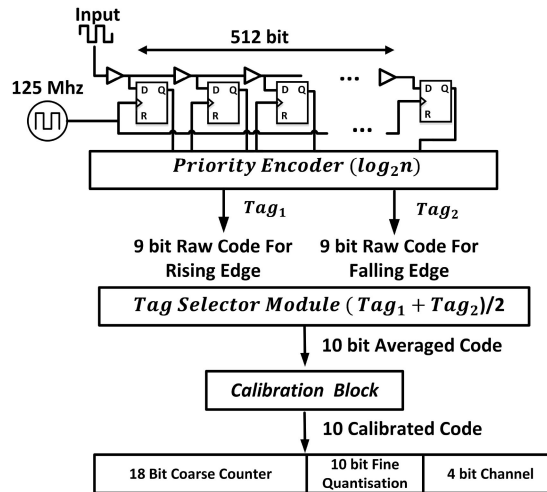 Input
512 bit
125 Mhz
D Q
R
D Q
R
D Q
R
D Q
R
...
...
Priority Encoder (log₂n)
Tag₁
Tag₂
9 bit Raw Code For
Rising Edge
9 bit Raw Code For
Falling Edge
Tag Selector Module (Tag₁ + Tag₂)/2
10 bit Averaged Code
Calibration Block
10 Calibrated Code
18 Bit Coarse Counter
10 bit Fine
Quantisation
4 bit Channel